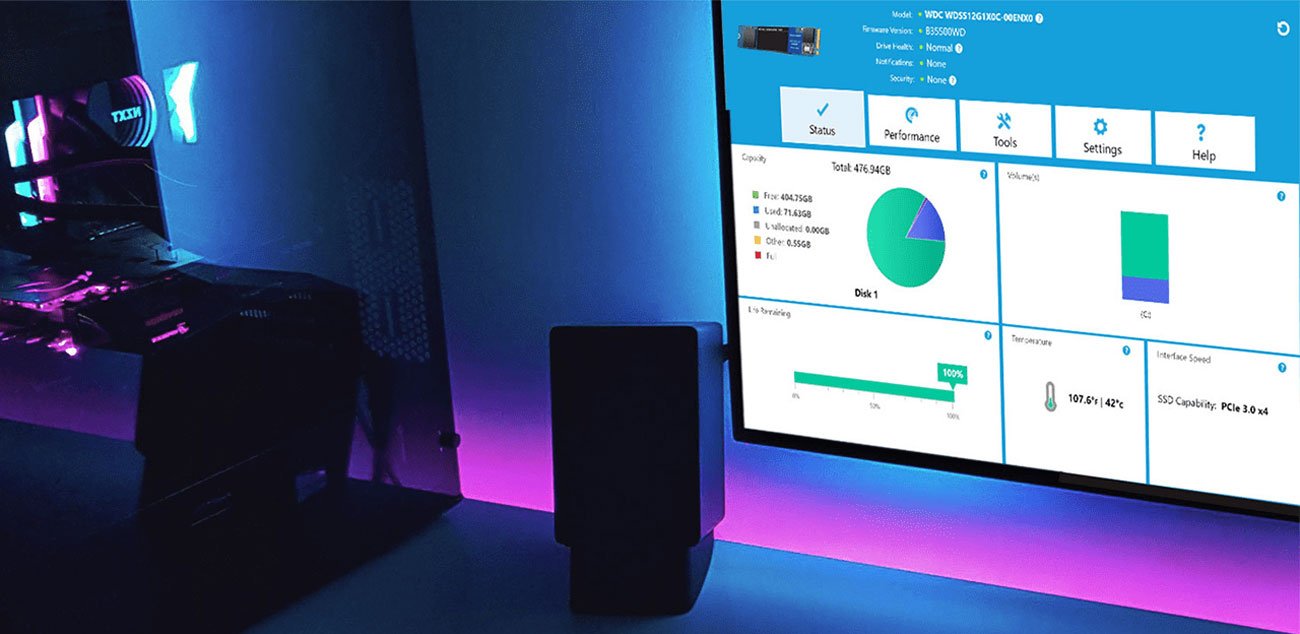 NZXT
Model: WDC WDS512G1X0C-00ENX0 ?
Firmware Version: B35500WD
Drive Health: Normal ?
Notifications: None
Security: None ?
Status
Performance
Tools
Settings
? Help
Capacity
Total: 476.94GB
Free: 404.75GB
Used: 71.63GB
Unallocated: 0.00GB
Other: 0.55GB
Full
Disk 1
Volume(s)
Life Remaining
100%
0%
50%
100%
Temperature
107.6°F | 42°C
Interface Speed
SSD Capability: PCIe 3.0 x4